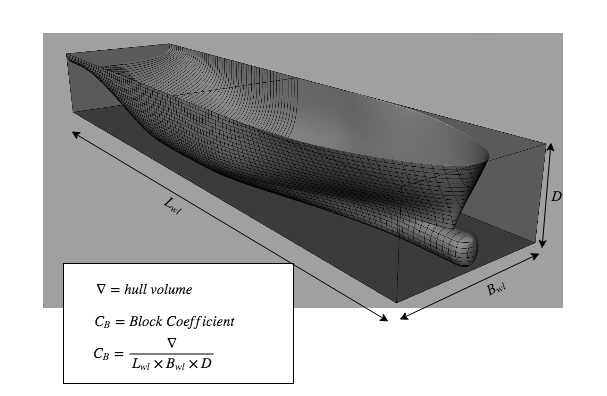 D
L_wl
B_wl
∇ = hull volume
C_B = Block Coefficient
C_B = ∇ / (L_wl × B_wl × D)